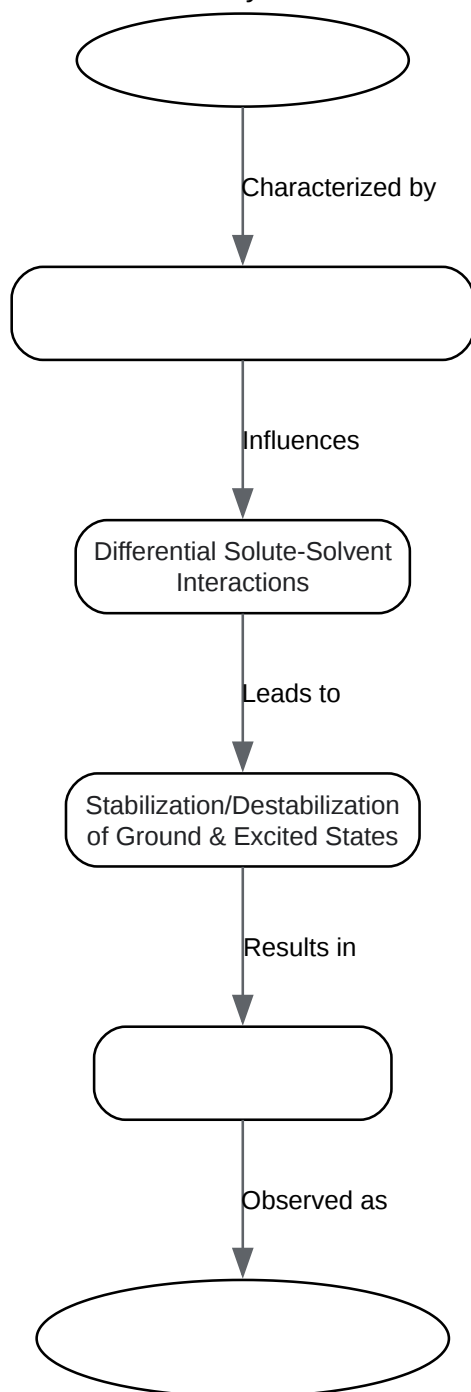 Characterized by
Influences
Differential Solute-Solvent
Interactions
Leads to
Stabilization/Destabilization
of Ground & Excited States
Results in
Observed as